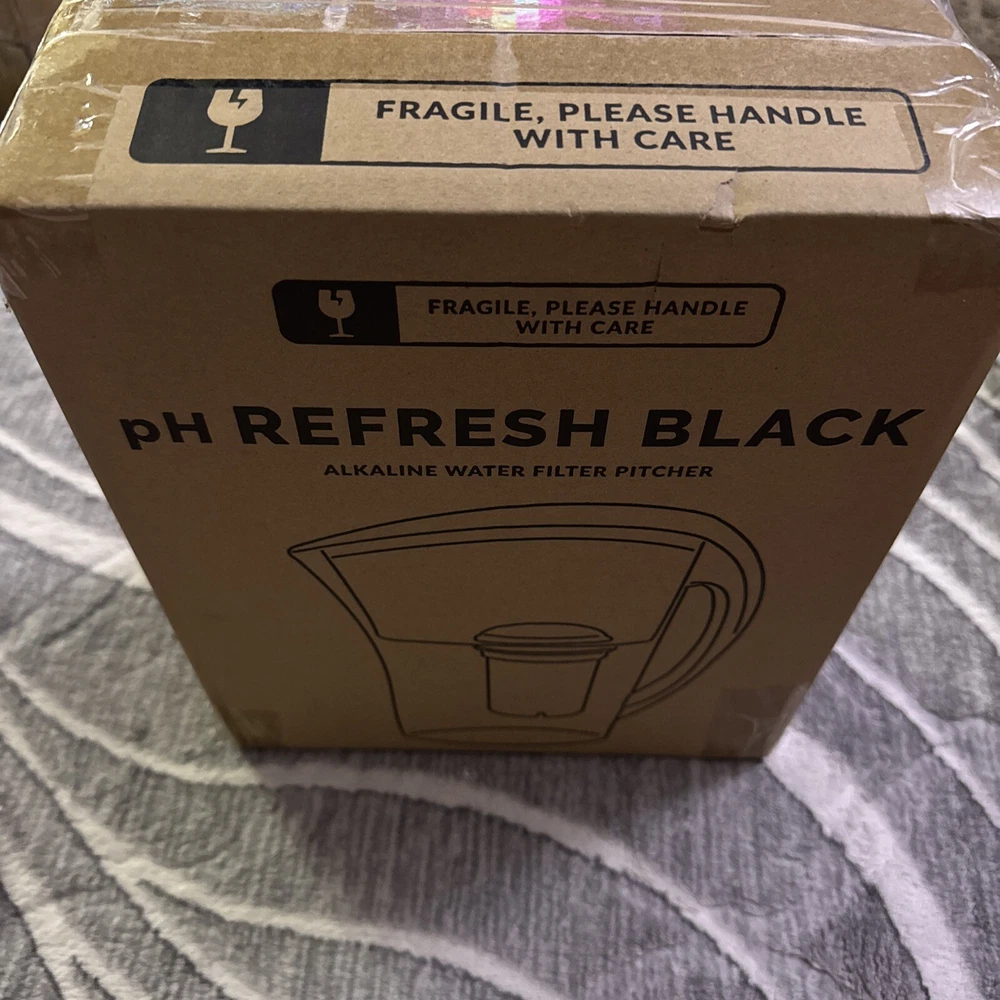 FRAGILE, PLEASE HANDLE
WITH CARE
FRAGILE, PLEASE HANDLE
WITH CARE
pH REFRESH BLACK
ALKALINE WATER FILTER PITCHER